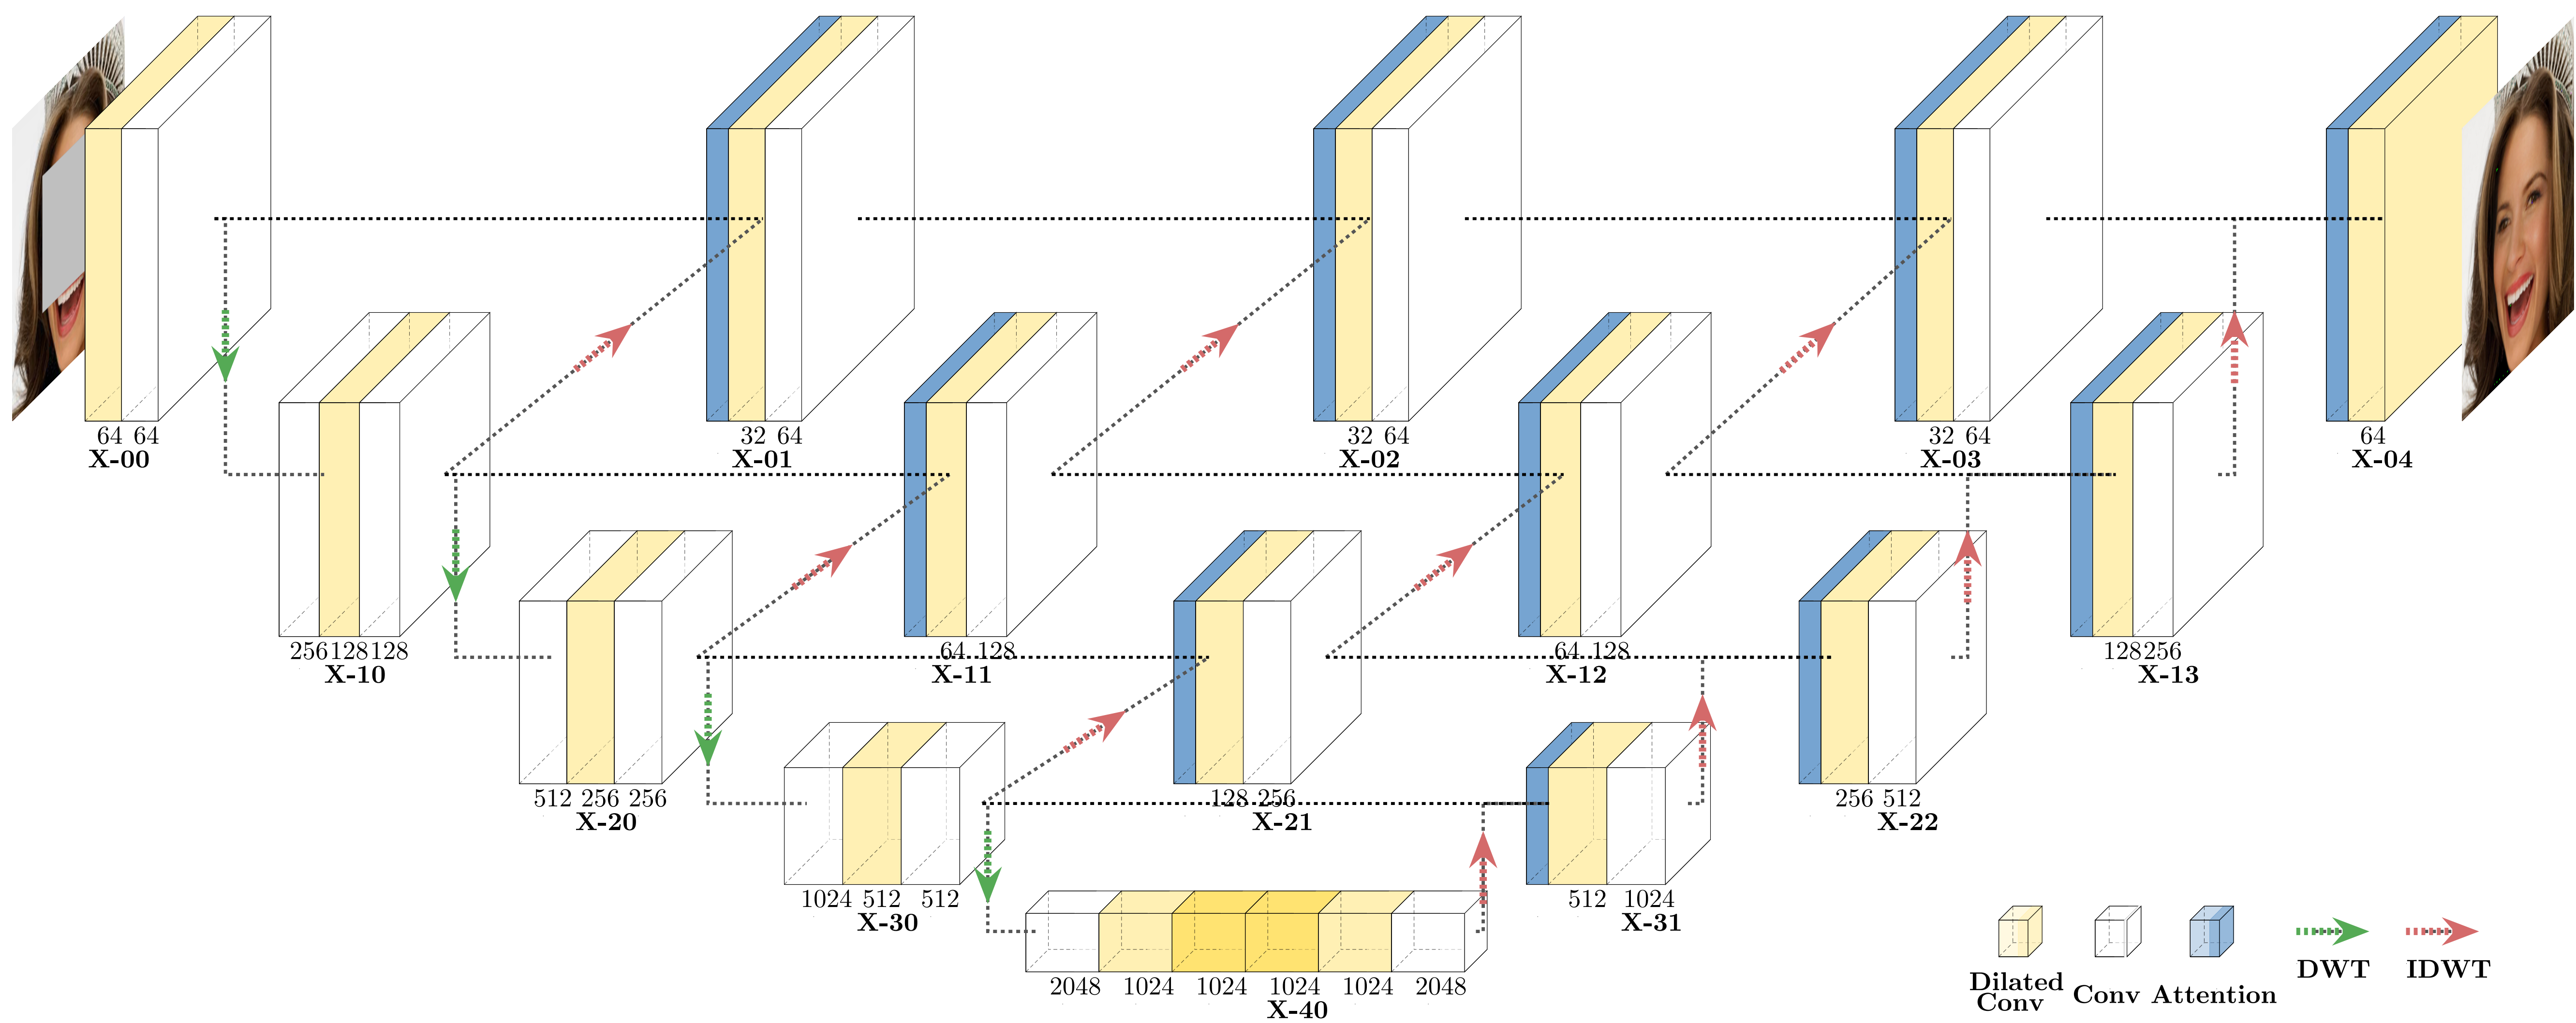 64 64
X-00
32 64
X-01
32 64
X-02
32 64
X-03
64
X-04
256 128 128
X-10
64 128
X-11
64 128
X-12
128 256
X-13
512 256 256
X-20
128 256
X-21
256 512
X-22
1024 512 512
X-30
512 1024
X-31
2048 1024 1024 1024 1024 2048
X-40
Dilated
Conv
Conv
Attention
DWT
IDWT